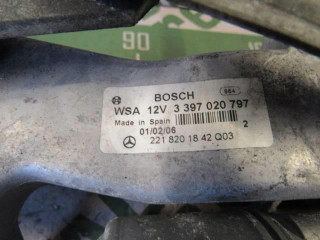 90
BOSCH
WSA 12V 3 397 020 797
Made in Spain
01/02/06
2
221 820 18 42 Q03